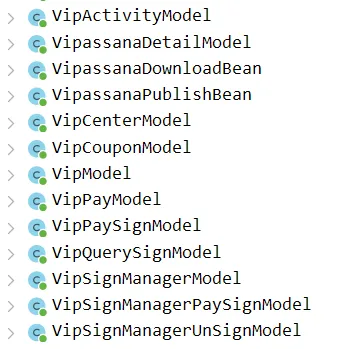 VipActivityModel
VipassanaDetailModel
VipassanaDownloadBean
VipassanaPublishBean
VipCenterModel
VipCouponModel
VipModel
VipPayModel
VipPaySignModel
VipQuerySignModel
VipSignManagerModel
VipSignManagerPaySignModel
VipSignManagerUnSignModel